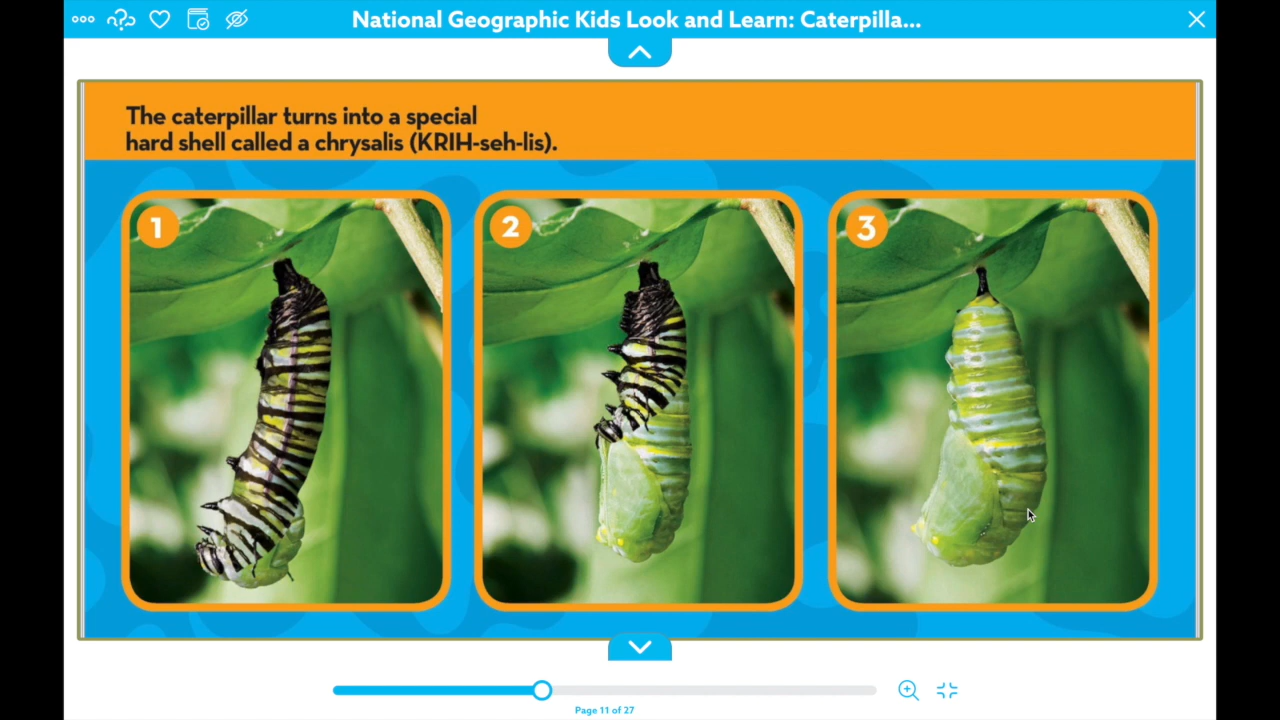 National Geographic Kids Look and Learn: Caterpilla...
The caterpillar turns into a special
hard shell called a chrysalis (KRIH-seh-lis).
1
2
3
Page 11 of 27